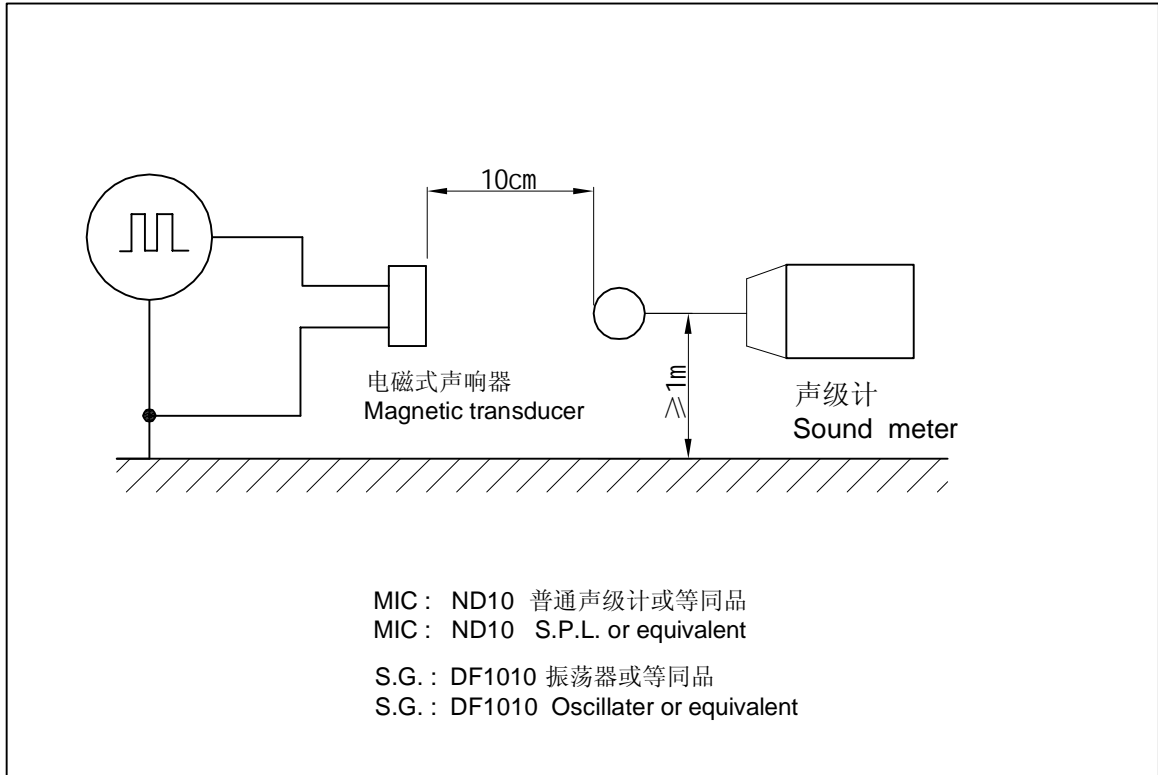 10cm
≥1m
电磁式声响器
Magnetic transducer
声级计
Sound meter
MIC : ND10 普通声级计或等同品
MIC : ND10 S.P.L. or equivalent
S.G. : DF1010 振荡器或等同品
S.G. : DF1010 Oscillater or equivalent